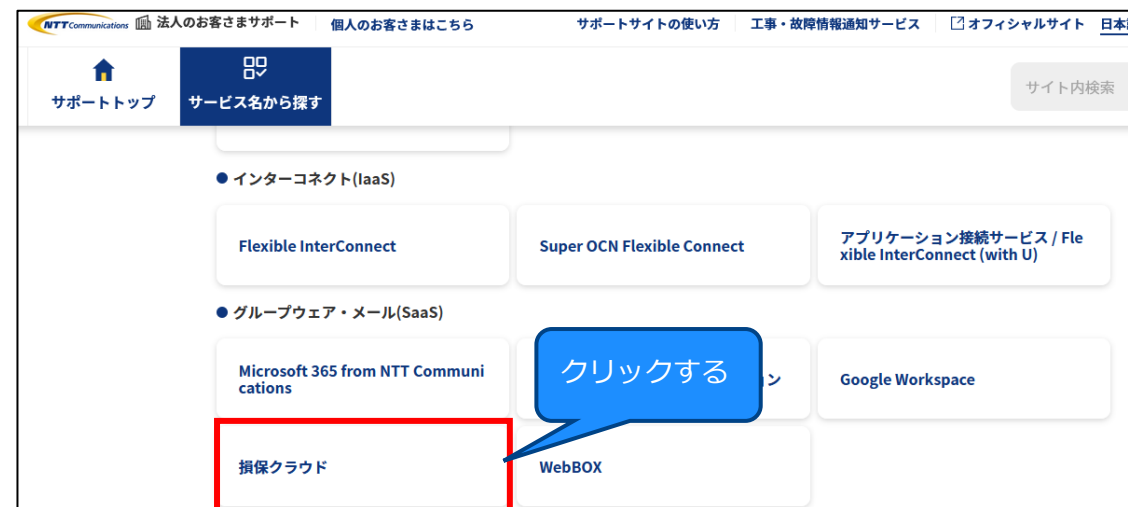 NTT Communications 法人のお客さまサポート 個人のお客さまはこちら サポートサイトの使い方 工事・故障情報通知サービス オフィシャルサイト 日本
サポートトップ サービス名から探す サイト内検索
インターコネクト(IaaS)
Flexible InterConnect
Super OCN Flexible Connect
アプリケーション接続サービス / Fle
xible InterConnect (with U)
グループウェア・メール(SaaS)
Microsoft 365 from NTT Communi
cations
クリックする
ン
Google Workspace
損保クラウド
WebBOX